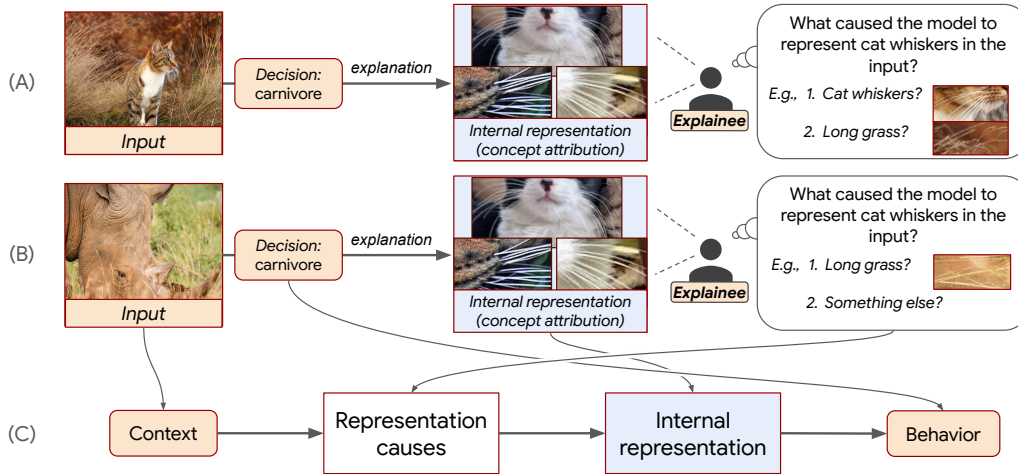 (A)
Input
Decision:
carnivore
explanation
Internal representation
(concept attribution)
Explainee
What caused the model to
represent cat whiskers in the
input?
E.g., 1. Cat whiskers?
2. Long grass?
(B)
Input
Decision:
carnivore
explanation
Internal representation
(concept attribution)
Explainee
What caused the model to
represent cat whiskers in the
input?
E.g., 1. Long grass?
2. Something else?
(C)
Context
Representation
causes
Internal
representation
Behavior